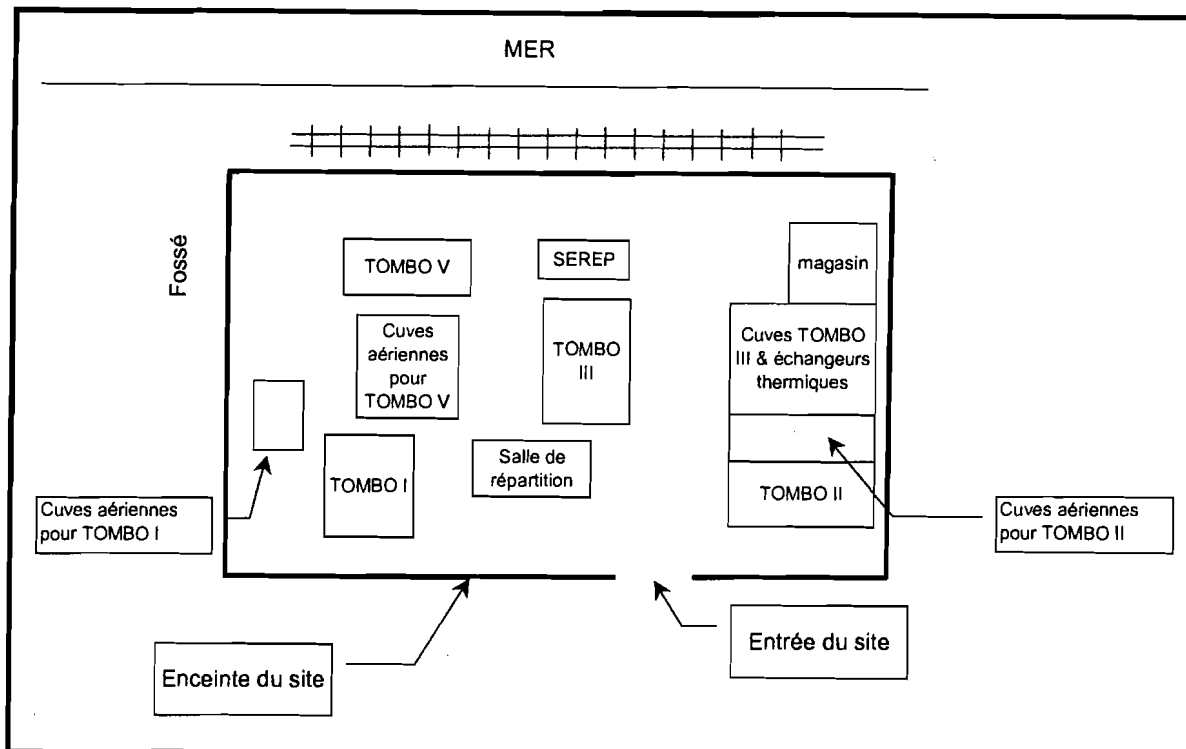 MER
Fossé
TOMBO V
SEREP
magasin
Cuves
aériennes
pour
TOMBO V
TOMBO
III
Cuves TOMBO
III & échangeurs
thermiques
TOMBO I
Salle de
répartition
TOMBO II
Cuves aériennes
pour TOMBO I
Cuves aériennes
pour TOMBO II
Enceinte du site
Entrée du site